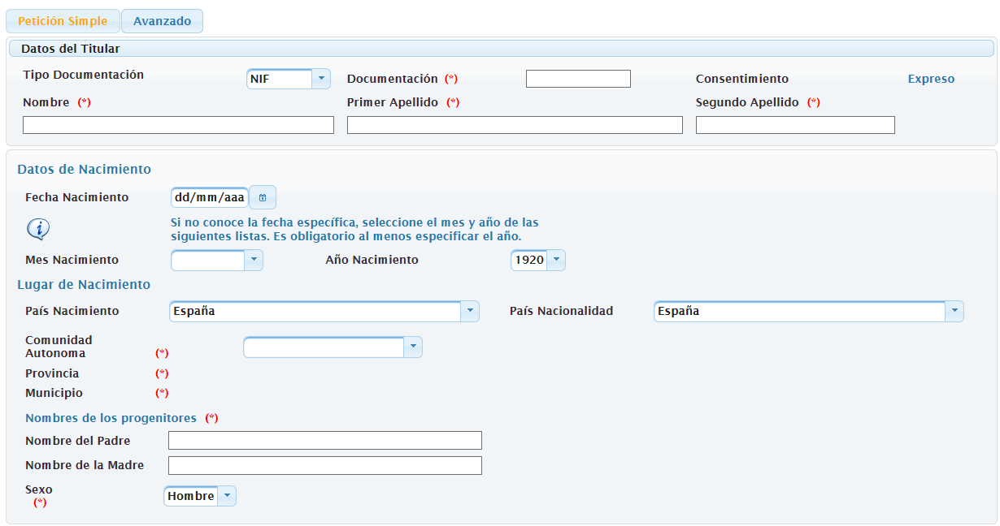 Petición Simple Avanzado
Datos del Titular
Tipo Documentación NIF Documentación (*) Consentimiento Expreso
Nombre (*) Primer Apellido (*) Segundo Apellido (*)
Datos de Nacimiento
Fecha Nacimiento dd/mm/aaa
Si no conoce la fecha específica, seleccione el mes y año de las
siguientes listas. Es obligatorio al menos especificar el año.
Mes Nacimiento Año Nacimiento 1920
Lugar de Nacimiento
País Nacimiento España País Nacionalidad España
Comunidad
Autonoma (*)
Provincia (*)
Municipio (*)
Nombres de los progenitores (*)
Nombre del Padre
Nombre de la Madre
Sexo
(*) Hombre